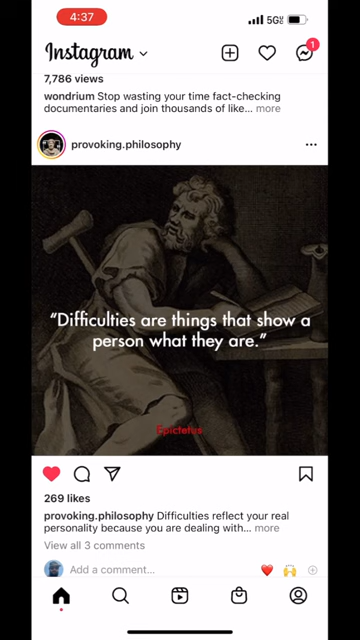 4:37
5G
Instagram
1
7,786 views
wondrium Stop wasting your time fact-checking
documentaries and join thousands of like... more
provoking.philosophy
“Difficulties are things that show a
person what they are.”
Epictetus
269 likes
provoking.philosophy Difficulties reflect your real
personality because you are dealing with... more
View all 3 comments
Add a comment...